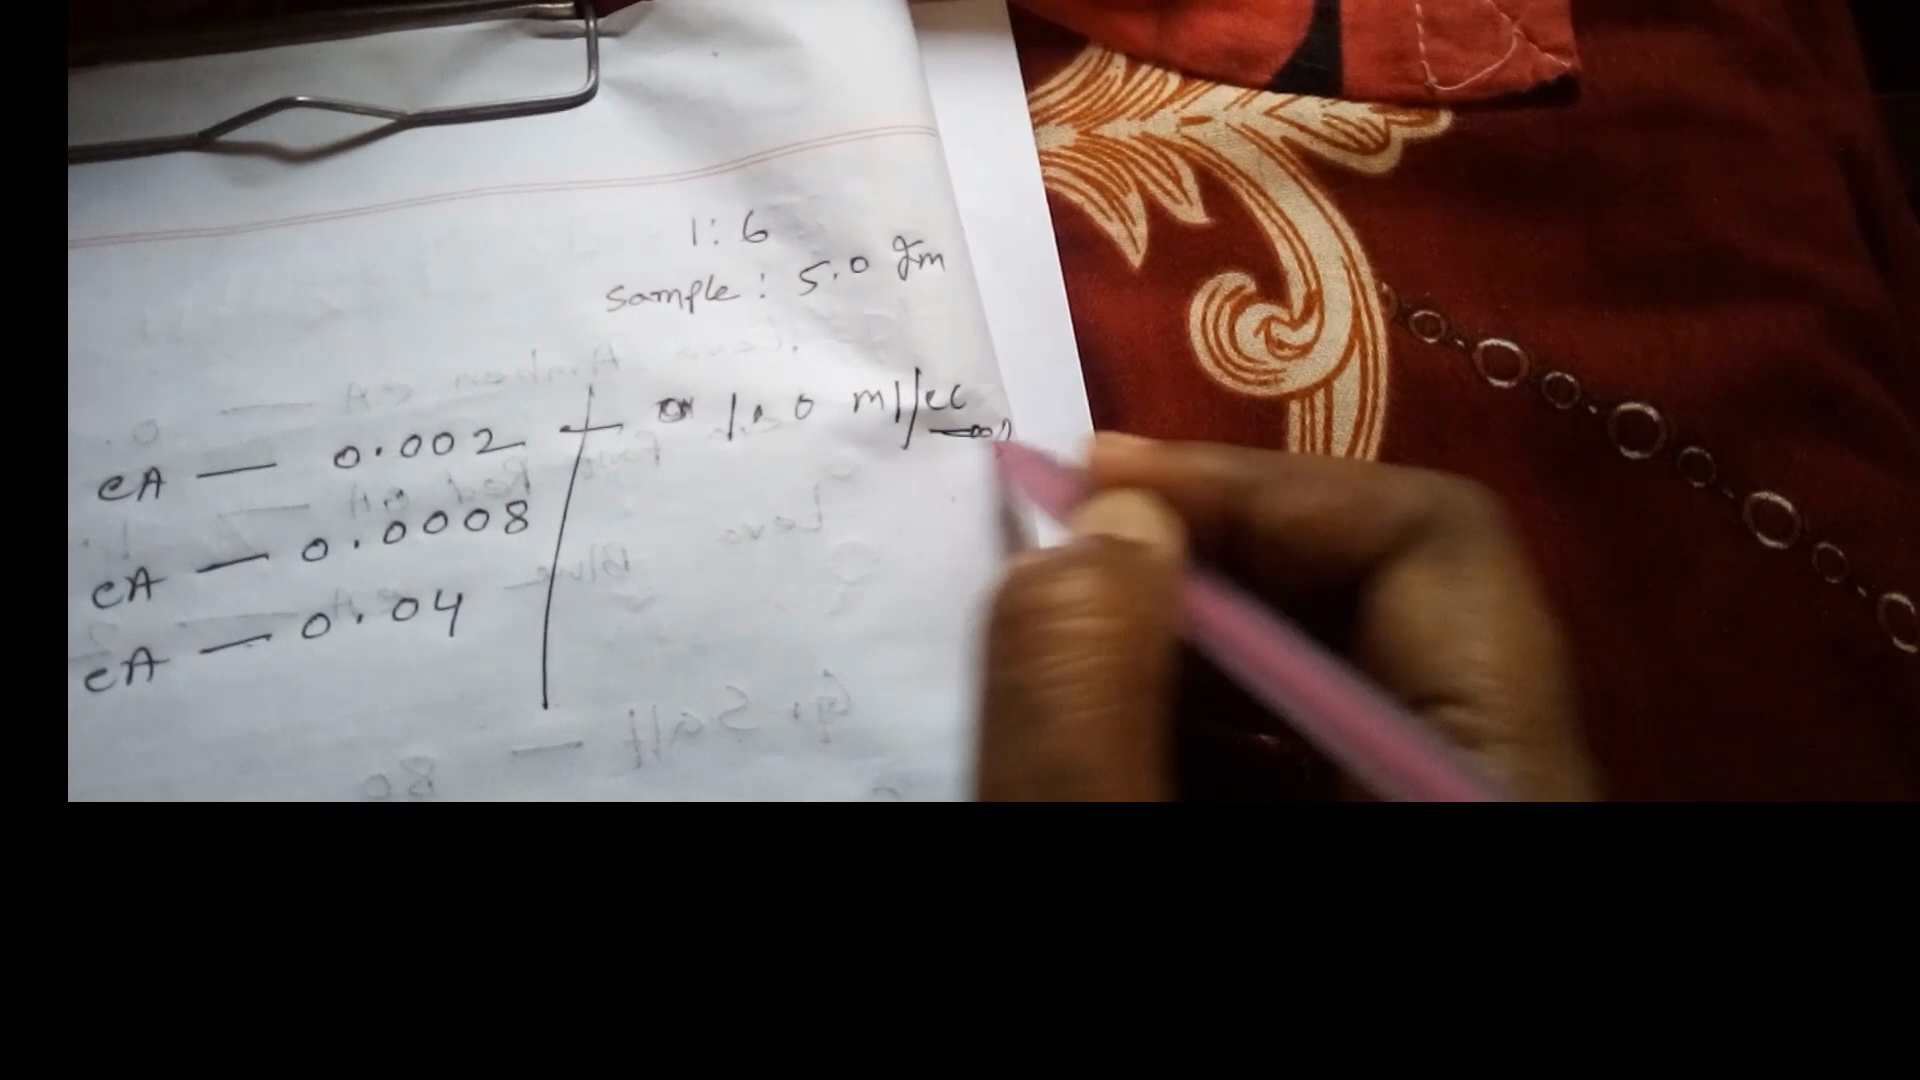 1:6
Sample: 5.0 gm
CA — 0.002 1.0 ml/cc
CA — 0.0008
CA — 0.04